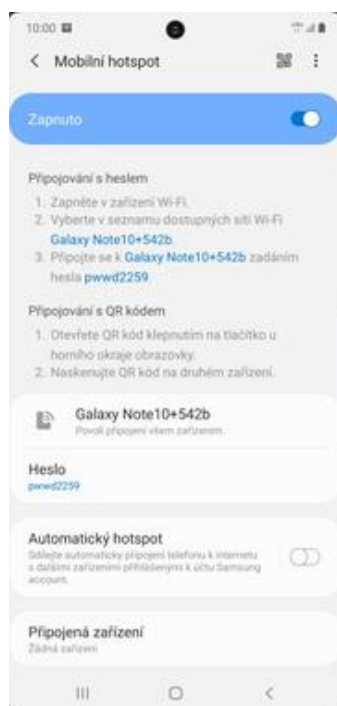 10:00
Mobilní hotspot
Zapnuto
Připojování s heslem
1. Zapněte v zařízení Wi-Fi.
2. Vyberte v seznamu dostupných sítí Wi-Fi
Galaxy Note10+542b.
3. Připojte se k Galaxy Note10+542b zadáním
hesla pwwd2259.
Připojování s QR kódem
1. Otevřete QR kód klepnutím na tlačítko u
horního okraje obrazovky.
2. Naskenujte QR kód na druhém zařízení.
Galaxy Note10+542b
Povolí připojení všem zařízením.
Heslo
pwwd2259
Automatický hotspot
Sdílejte automaticky připojení telefonu k internetu
s dalšími zařízeními přihlášenými k účtu Samsung
account.
Připojená zařízení
Žádná zařízení